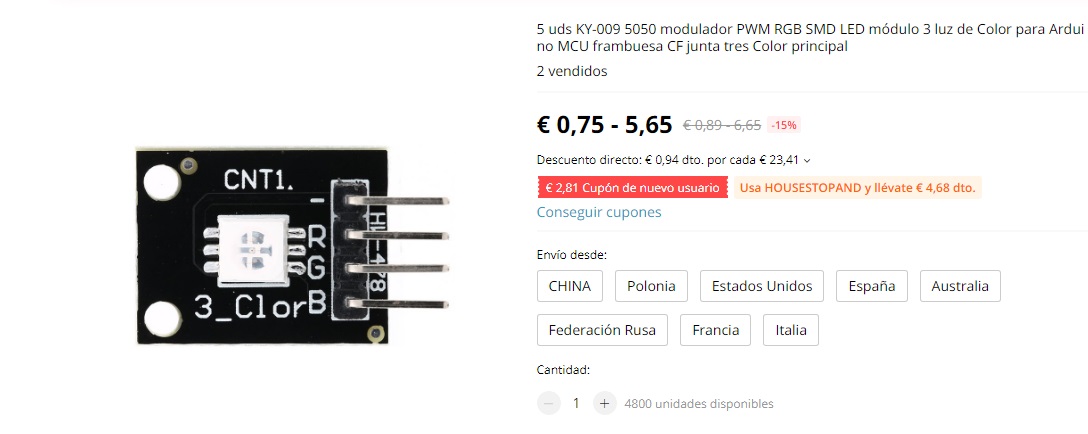 5 uds KY-009 5050 modulador PWM RGB SMD LED módulo 3 luz de Color para Ardui
no MCU frambuesa CF junta tres Color principal
2 vendidos
€ 0,75 - 5,65 € 0,89 - 6,65 -15%
Descuento directo: € 0,94 dto. por cada € 23,41
€ 2,81 Cupón de nuevo usuario Usa HOUSESTOPAND y llévate € 4,68 dto.
Conseguir cupones
Envío desde:
CHINA Polonia Estados Unidos España Australia
Federación Rusa Francia Italia
Cantidad:
1 4800 unidades disponibles
CNT1.
-
R
G
3_ClorB